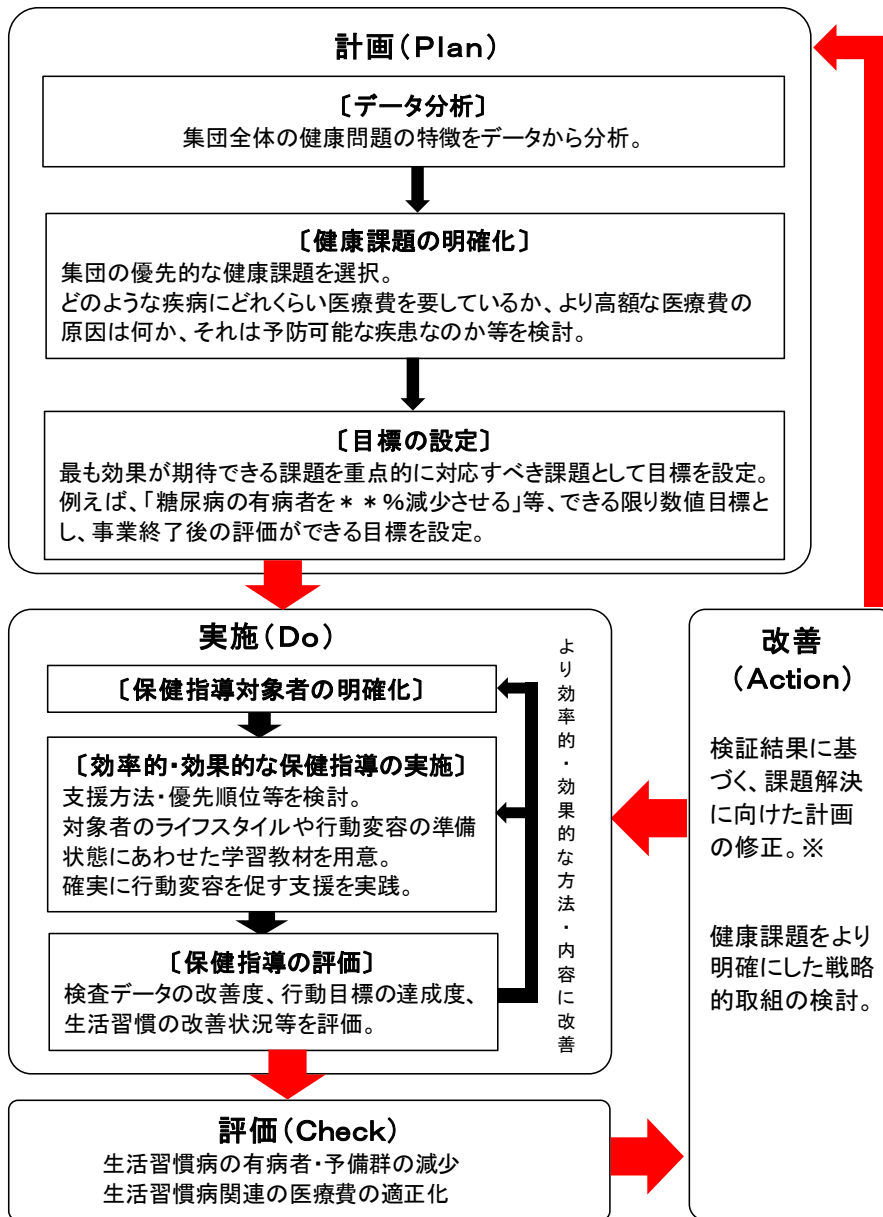 計画(Plan)
〔データ分析〕
集団全体の健康問題の特徴をデータから分析。
〔健康課題の明確化〕
集団の優先的な健康課題を選択。
どのような疾病にどれくらい医療費を要しているか、より高額な医療費の
原因は何か、それは予防可能な疾患なのか等を検討。
〔目標の設定〕
最も効果が期待できる課題を重点的に対応すべき課題として目標を設定。
例えば、「糖尿病の有病者を＊＊％減少させる」等、できる限り数値目標と
し、事業終了後の評価ができる目標を設定。
実施(Do)
〔保健指導対象者の明確化〕
〔効率的・効果的な保健指導の実施〕
支援方法・優先順位等を検討。
対象者のライフスタイルや行動変容の準備
状態にあわせた学習教材を用意。
確実に行動変容を促す支援を実践。
〔保健指導の評価〕
検査データの改善度、行動目標の達成度、
生活習慣の改善状況等を評価。
より効率的・効果的な方法・内容に改善
評価(Check)
生活習慣病の有病者・予備群の減少
生活習慣病関連の医療費の適正化
改善
(Action)
検証結果に基
づく、課題解決
に向けた計画
の修正。※
健康課題をより
明確にした戦略
的取組の検討。